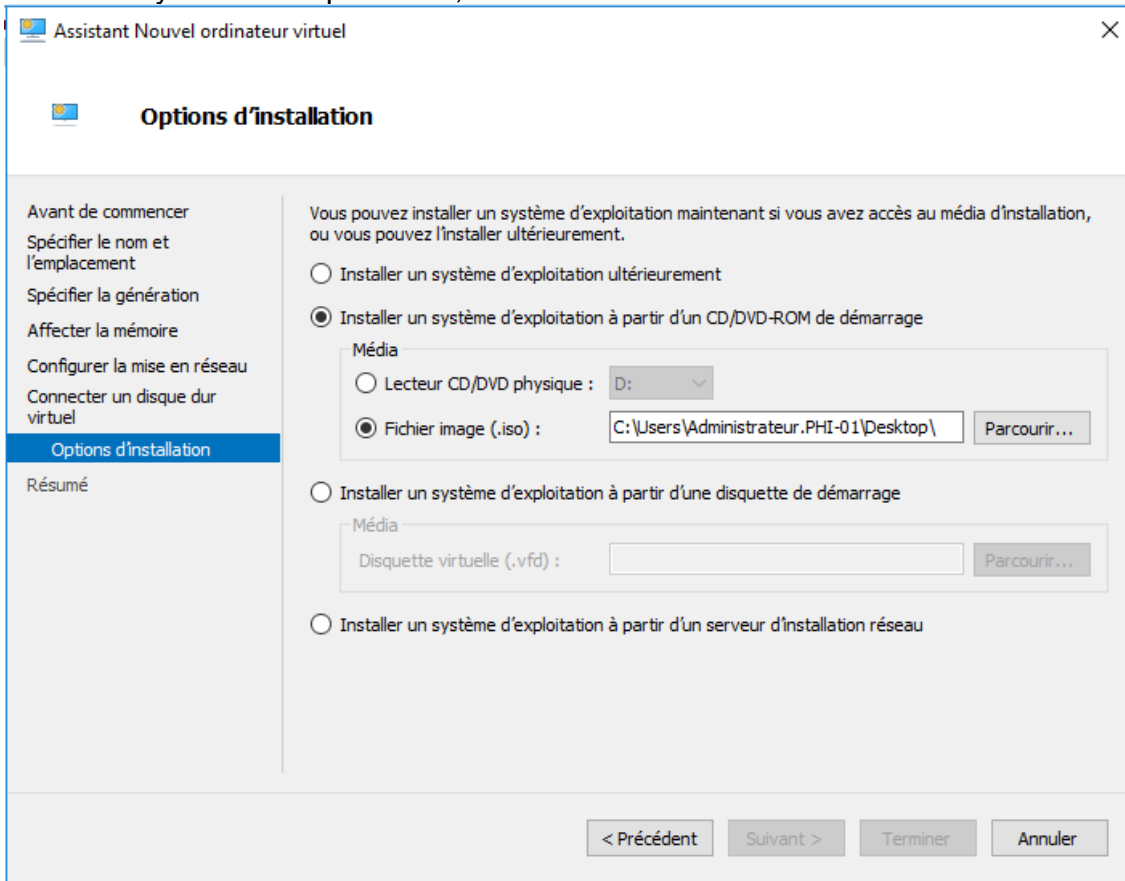 Assistant Nouvel ordinateur virtuel
Options d'installation
Avant de commencer
Spécifier le nom et
l'emplacement
Spécifier la génération
Affecter la mémoire
Configurer la mise en réseau
Connecter un disque dur
virtuel
Options d'installation
Résumé
Vous pouvez installer un système d'exploitation maintenant si vous avez accès au média d'installation,
ou vous pouvez l'installer ultérieurement.
Installer un système d'exploitation ultérieurement
Installer un système d'exploitation à partir d'un CD/DVD-ROM de démarrage
Média
Lecteur CD/DVD physique : D:
Fichier image (.iso) : C:\Users\Administrateur.PHI-01\Desktop\ Parcourir...
Installer un système d'exploitation à partir d'une disquette de démarrage
Média
Disquette virtuelle (.vfd) : Parcourir...
Installer un système d'exploitation à partir d'un serveur d'installation réseau
< Précédent Suivant > Terminer Annuler